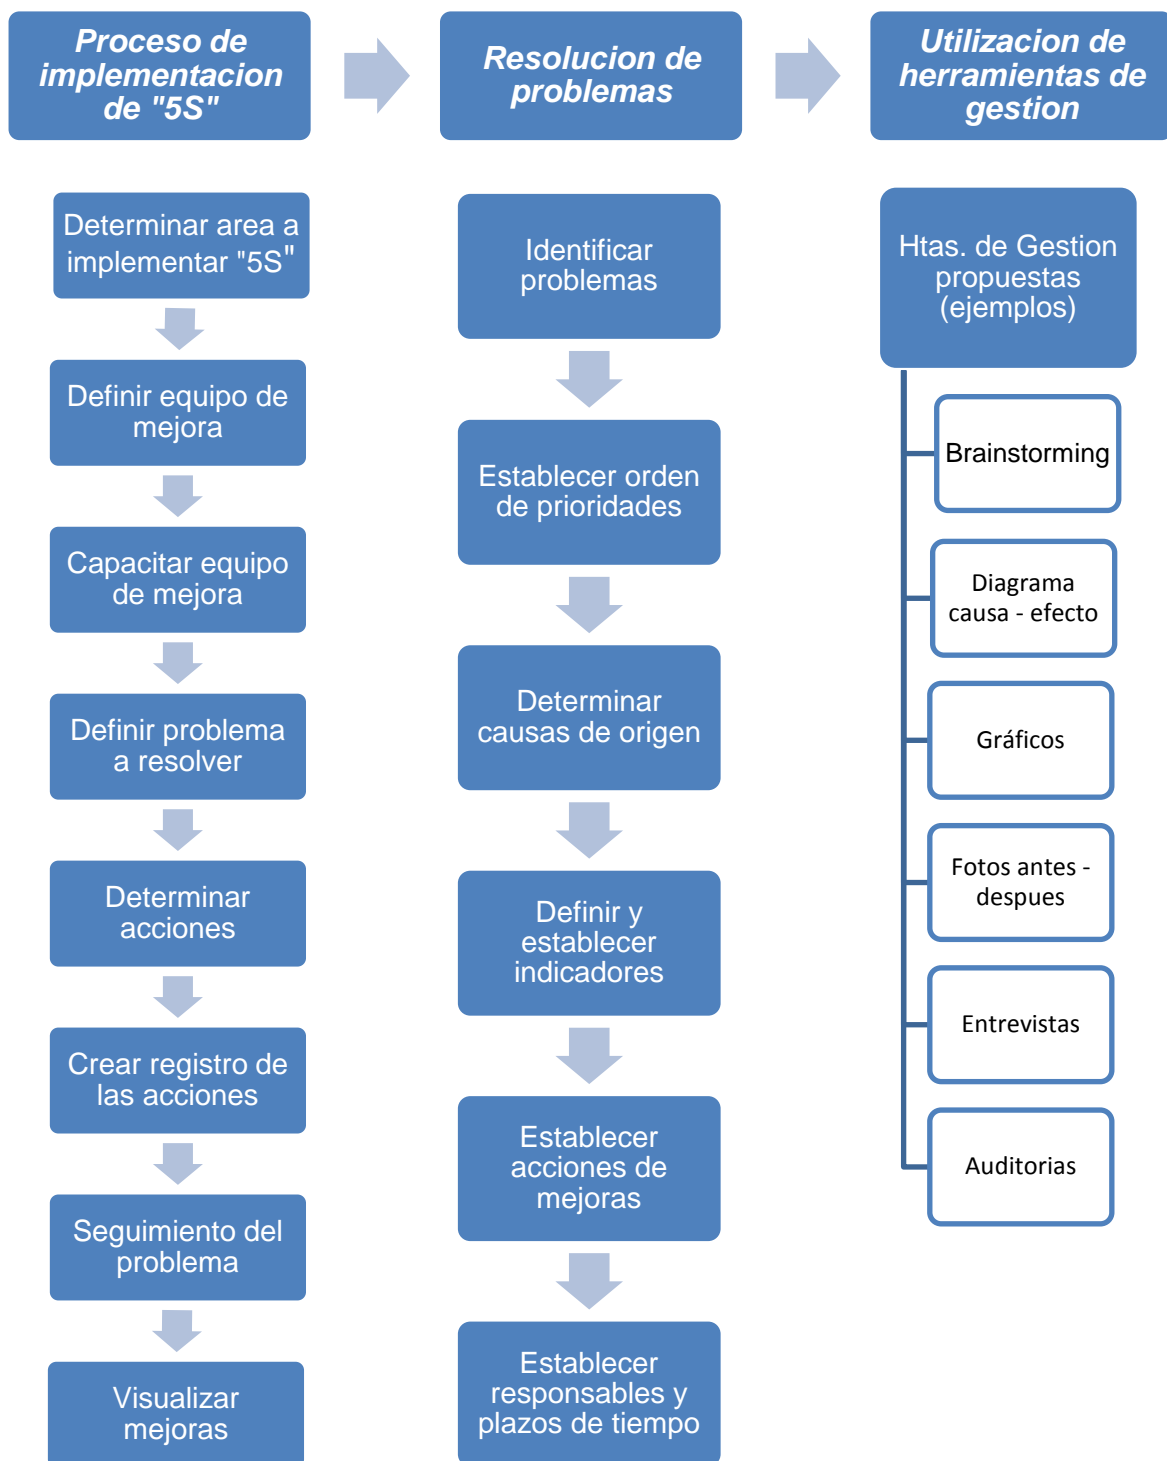 Proceso de
implementacion
de "5S"
Resolucion de
problemas
Utilizacion de
herramientas de
gestion
Determinar area a
implementar "5S"
Definir equipo de
mejora
Capacitar equipo
de mejora
Definir problema
a resolver
Determinar
acciones
Crear registro de
las acciones
Seguimiento del
problema
Visualizar
mejoras
Identificar
problemas
Establecer orden
de prioridades
Determinar
causas de origen
Definir y
establecer
indicadores
Establecer
acciones de
mejoras
Establecer
responsables y
plazos de tiempo
Htas. de Gestion
propuestas
(ejemplos)
Brainstorming
Diagrama
causa - efecto
Gráficos
Fotos antes -
despues
Entrevistas
Auditorias